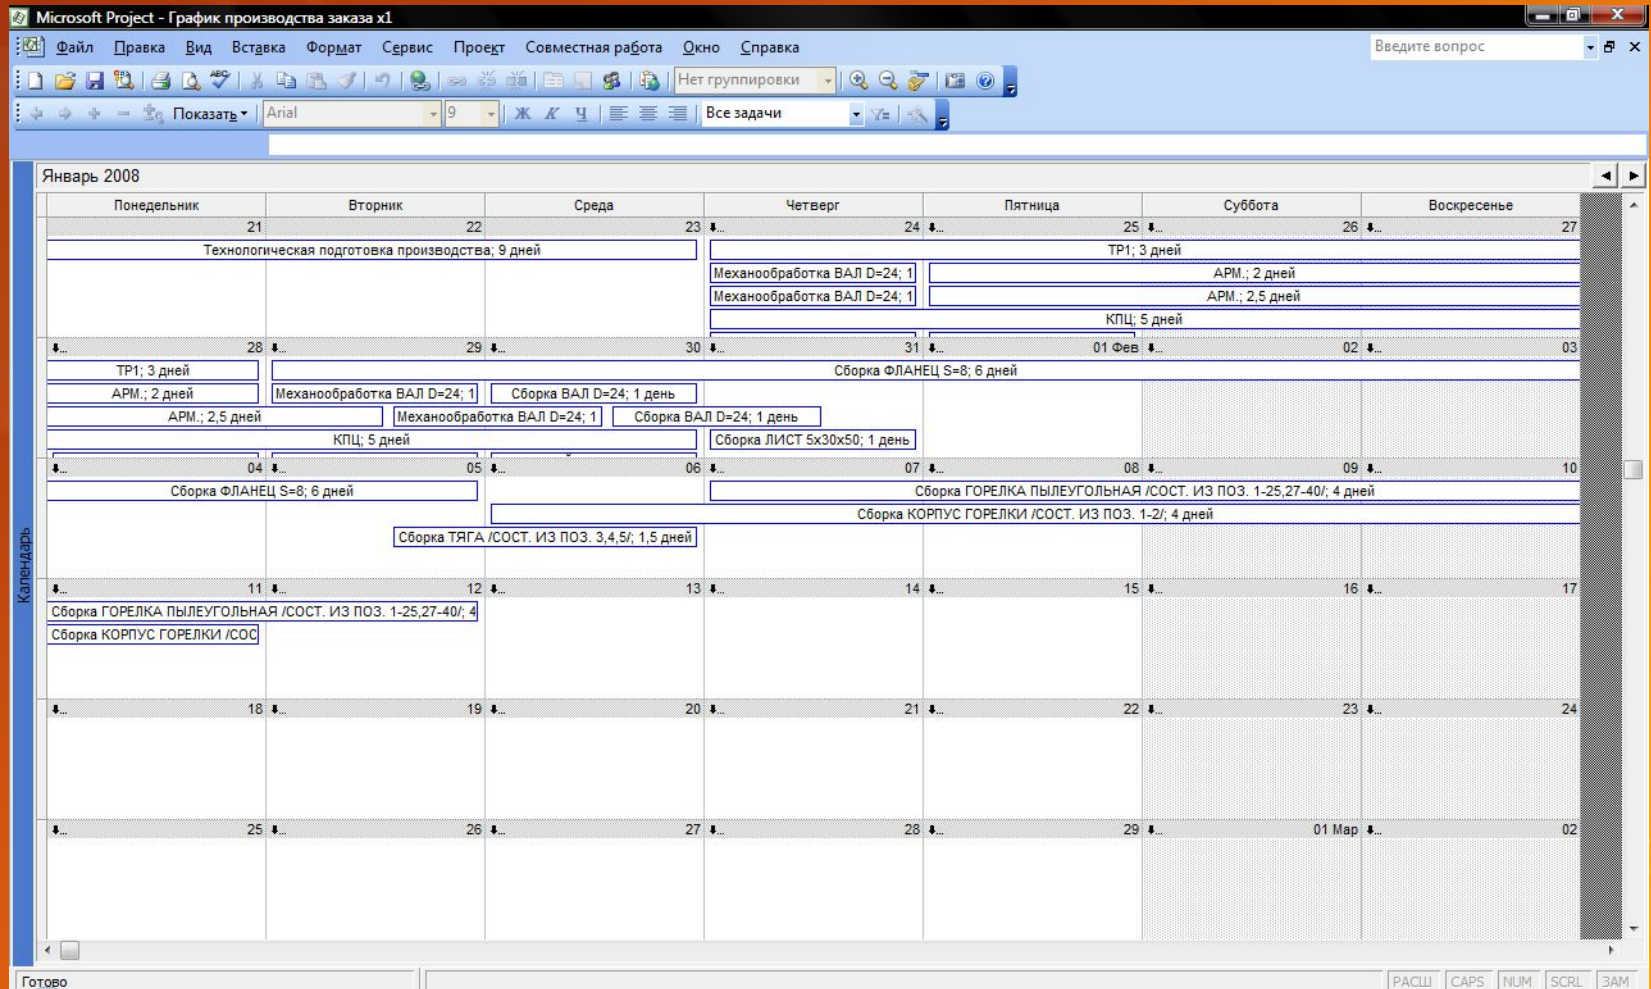 Microsoft Project - График производства заказа x1
Файл Правка Вид Вставка Формат Сервис Проект Совместная работа Окно Справка Введите вопрос
Нет группировки
Показать Arial 9 Ж К Ч Все задачи
Январь 2008
Понедельник Вторник Среда Четверг Пятница Суббота Воскресенье
21 22 23 24 25 26 27
Технологическая подготовка производства; 9 дней ТР1; 3 дней
Механообработка ВАЛ D=24; 1 АРМ.; 2 дней
Механообработка ВАЛ D=24; 1 АРМ.; 2,5 дней
КПЦ; 5 дней
28 29 30 31 01 Фев 02 03
ТР1; 3 дней Сборка ФЛАНЕЦ S=8; 6 дней
АРМ.; 2 дней Механообработка ВАЛ D=24; 1 Сборка ВАЛ D=24; 1 день
АРМ.; 2,5 дней Механообработка ВАЛ D=24; 1 Сборка ВАЛ D=24; 1 день
КПЦ; 5 дней Сборка ЛИСТ 5х30х50; 1 день
04 05 06 07 08 09 10
Сборка ФЛАНЕЦ S=8; 6 дней Сборка ГОРЕЛКА ПЫЛЕУГОЛЬНАЯ /СОСТ. ИЗ ПОЗ. 1-25,27-40/; 4 дней
Сборка КОРПУС ГОРЕЛКИ /СОСТ. ИЗ ПОЗ. 1-2/; 4 дней
Сборка ТЯГА /СОСТ. ИЗ ПОЗ. 3,4,5/; 1,5 дней
Календарь
11 12 13 14 15 16 17
Сборка ГОРЕЛКА ПЫЛЕУГОЛЬНАЯ /СОСТ. ИЗ ПОЗ. 1-25,27-40/; 4
Сборка КОРПУС ГОРЕЛКИ /СОС
18 19 20 21 22 23 24
25 26 27 28 29 01 Мар 02
Готово РАСШ CAPS NUM SCRL ЗАМ